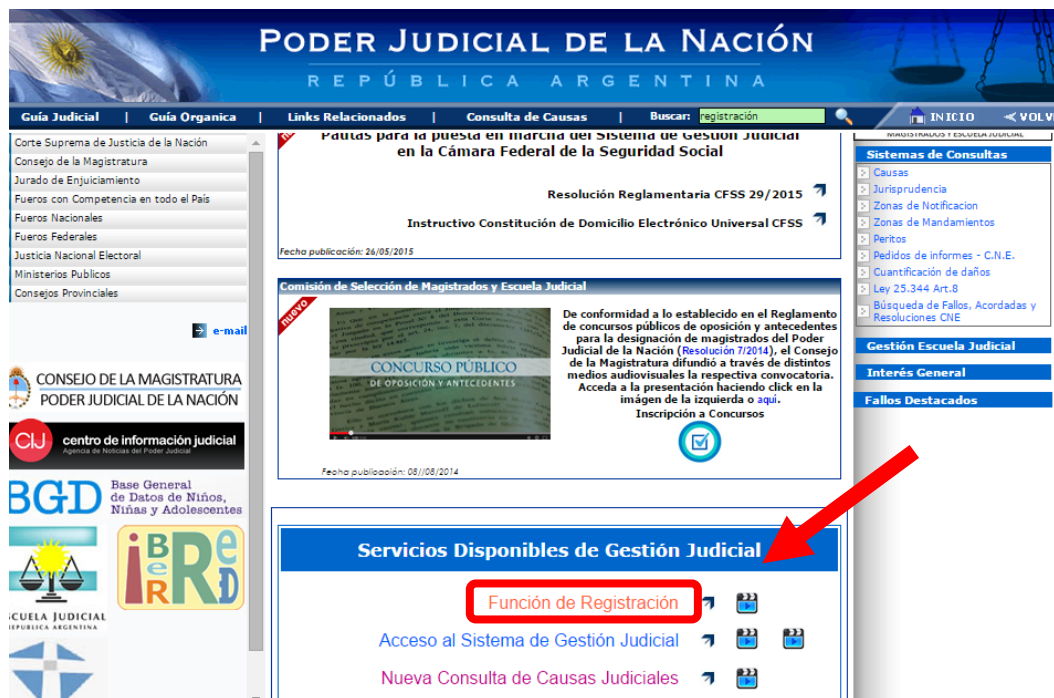 PODER JUDICIAL DE LA NACIÓN
REPÚBLICA ARGENTINA
Guía Judicial | Guía Organica | Links Relacionados | Consulta de Causas | Buscar: registración INICIO VOLV
Corte Suprema de Justicia de la Nación
Consejo de la Magistratura
Jurado de Enjuiciamiento
Fueros con Competencia en todo el País
Fueros Nacionales
Fueros Federales
Justicia Nacional Electoral
Ministerios Publicos
Consejos Provinciales
e-mail
CONSEJO DE LA MAGISTRATURA
PODER JUDICIAL DE LA NACIÓN
CIJ centro de información judicial
Agencia de Noticias del Poder Judicial
BGD Base General
de Datos de Niños,
Niñas y Adolescentes
iBeRRed
CUELA JUDICIAL
REPUBLICA ARGENTINA
Pautas para la puesta en marcha del Sistema de Gestión Judicial
en la Cámara Federal de la Seguridad Social
Resolución Reglamentaria CFSS 29/2015
Instructivo Constitución de Domicilio Electrónico Universal CFSS
Fecha publicación: 26/05/2015
Comisión de Selección de Magistrados y Escuela Judicial
nuevo
CONCURSO PÚBLICO
DE OPOSICIÓN Y ANTECEDENTES
De conformidad a lo establecido en el Reglamento
de concursos públicos de oposición y antecedentes
para la designación de magistrados del Poder
Judicial de la Nación (Resolución 7/2014), el Consejo
de la Magistratura difundió a través de distintos
medios audiovisuales la respectiva convocatoria.
Acceda a la presentación haciendo click en la
imágen de la izquierda o aquí.
Inscripción a Concursos
Fecha publicación: 08//08/2014
Servicios Disponibles de Gestión Judicial
Función de Registración
Acceso al Sistema de Gestión Judicial
Nueva Consulta de Causas Judiciales
MAGISTRADOS Y ESCUELA JUDICIAL
Sistemas de Consultas
Causas
Jurisprudencia
Zonas de Notificacion
Zonas de Mandamientos
Peritos
Pedidos de informes - C.N.E.
Cuantificación de daños
Ley 25.344 Art.8
Búsqueda de Fallos, Acordadas y
Resoluciones CNE
Gestión Escuela Judicial
Interés General
Fallos Destacados